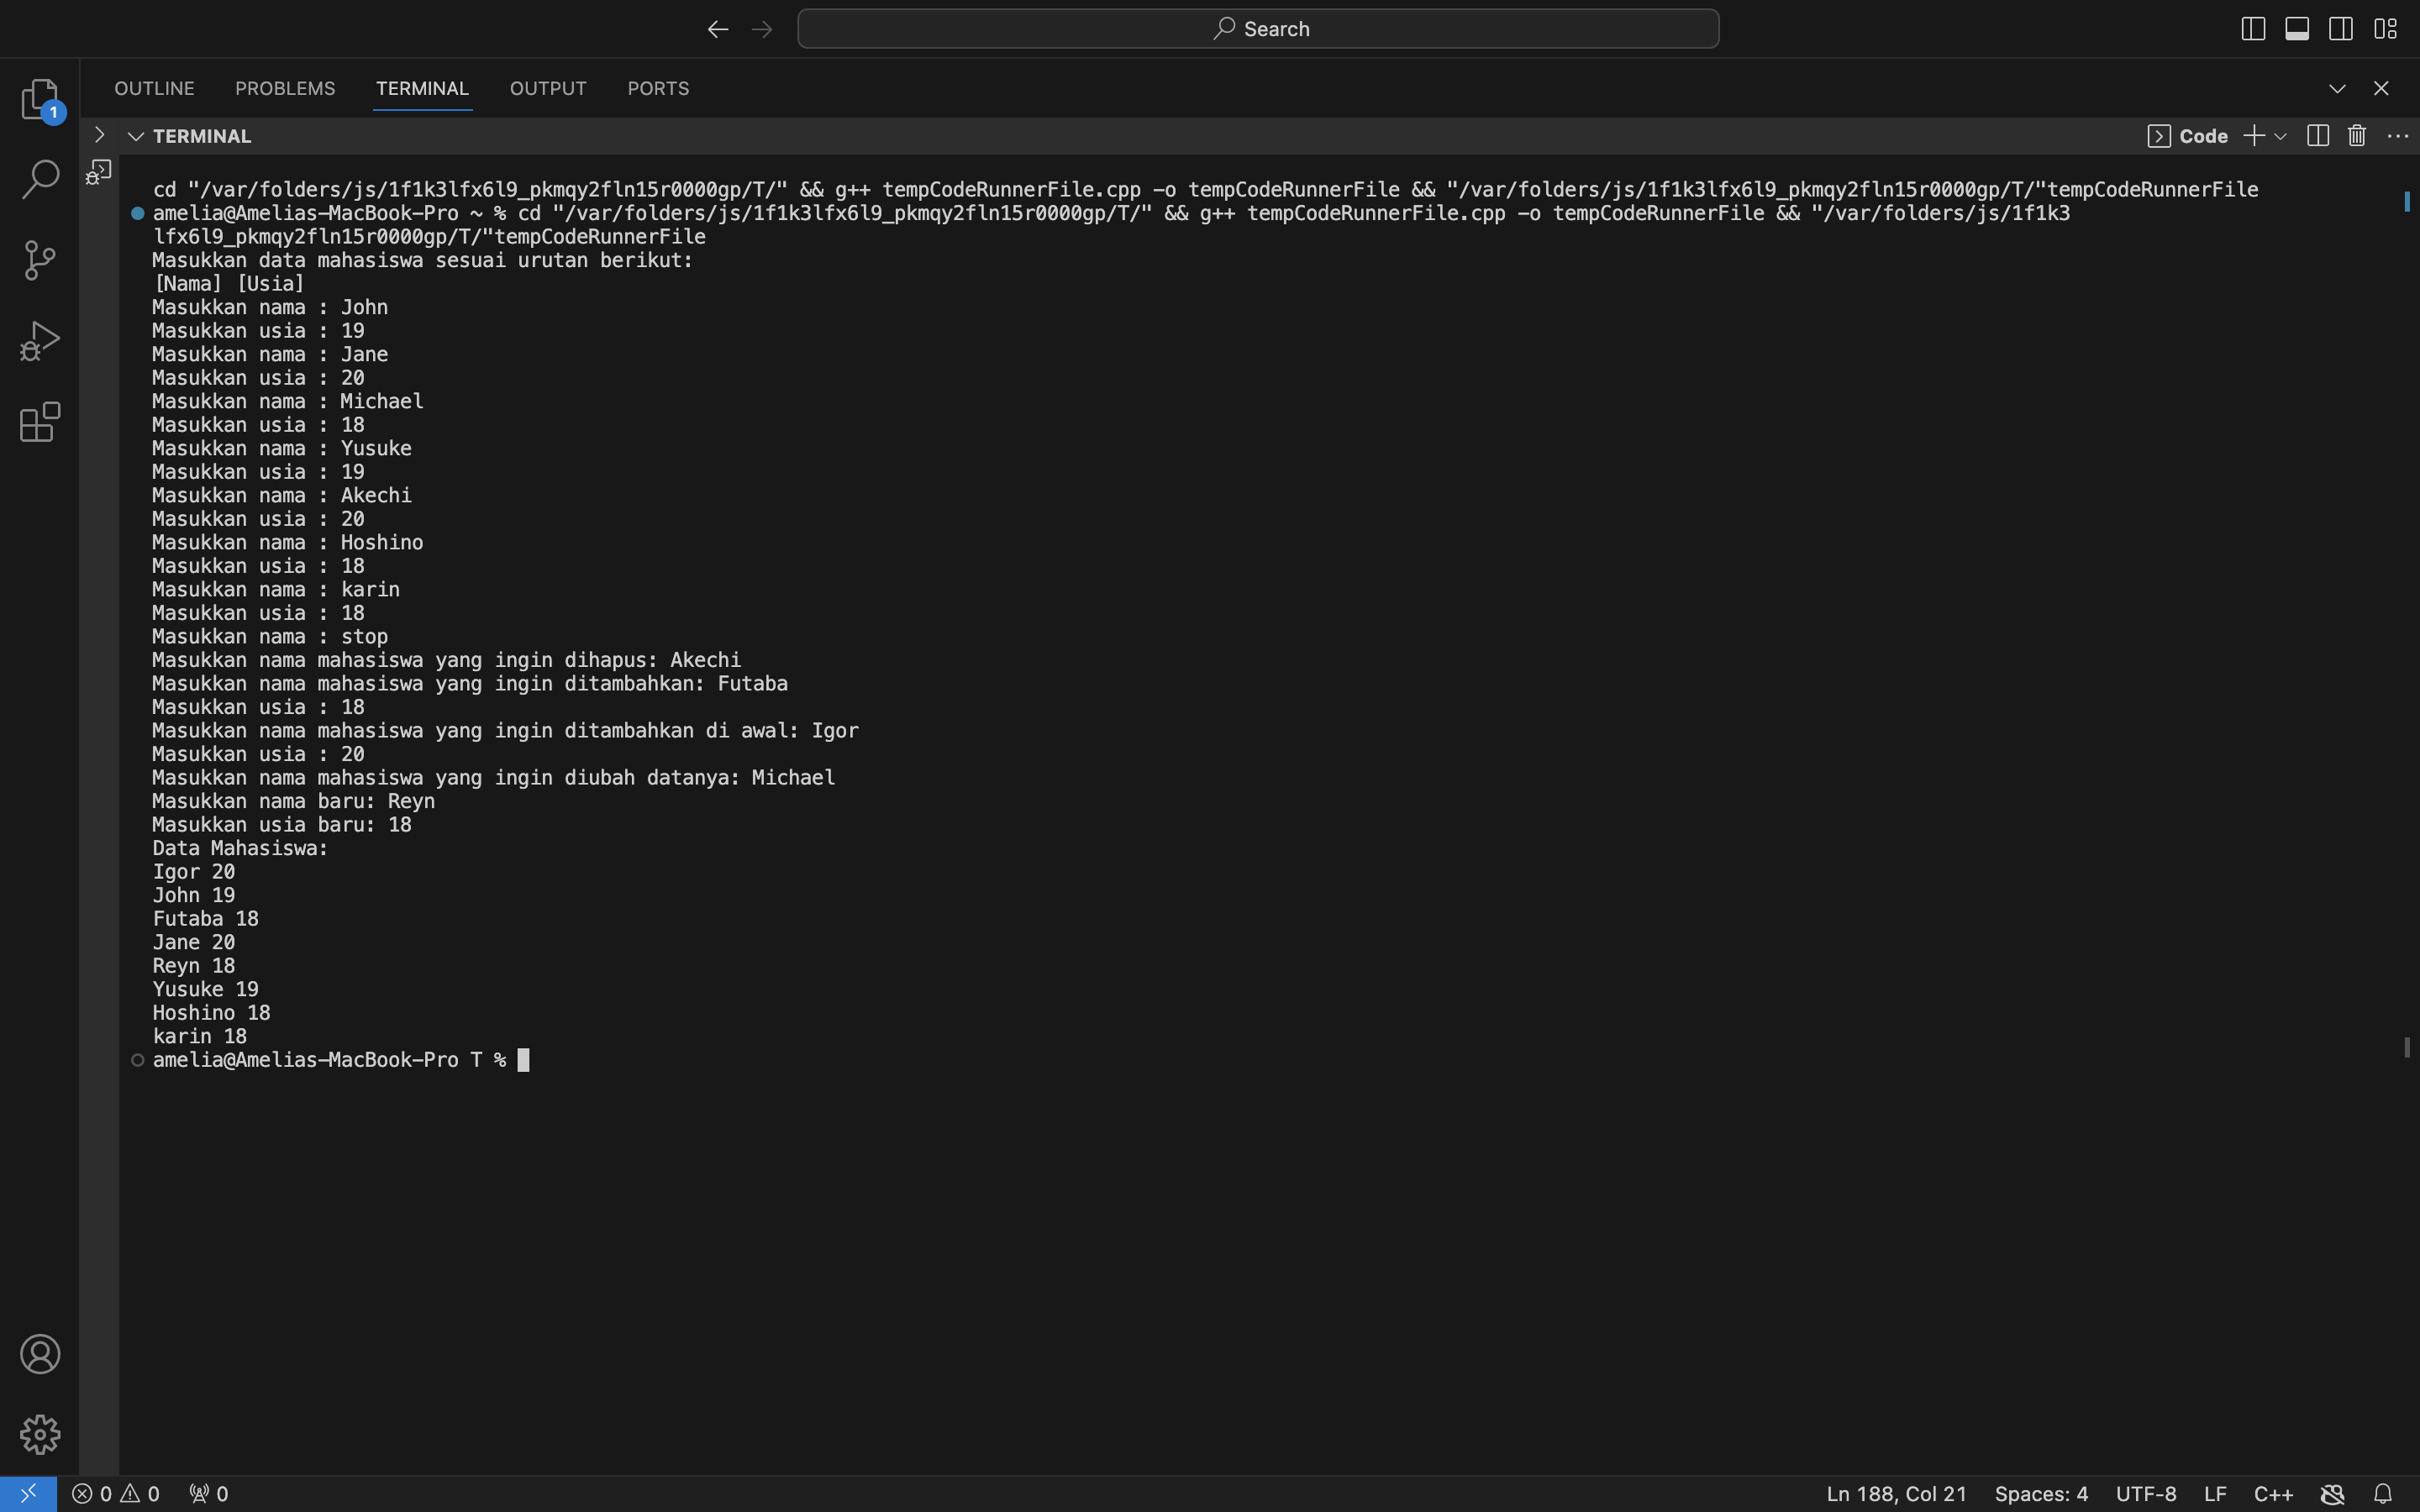 Search
OUTLINE PROBLEMS TERMINAL OUTPUT PORTS
1
TERMINAL
Code
cd "/var/folders/js/1f1k3lfx6l9_pkmqy2fln15r0000gp/T/" && g++ tempCodeRunnerFile.cpp -o tempCodeRunnerFile && "/var/folders/js/1f1k3lfx6l9_pkmqy2fln15r0000gp/T/"tempCodeRunnerFile
amelia@Amelias-MacBook-Pro ~ % cd "/var/folders/js/1f1k3lfx6l9_pkmqy2fln15r0000gp/T/" && g++ tempCodeRunnerFile.cpp -o tempCodeRunnerFile && "/var/folders/js/1f1k3
lfx6l9_pkmqy2fln15r0000gp/T/"tempCodeRunnerFile
Masukkan data mahasiswa sesuai urutan berikut:
[Nama] [Usia]
Masukkan nama : John
Masukkan usia : 19
Masukkan nama : Jane
Masukkan usia : 20
Masukkan nama : Michael
Masukkan usia : 18
Masukkan nama : Yusuke
Masukkan usia : 19
Masukkan nama : Akechi
Masukkan usia : 20
Masukkan nama : Hoshino
Masukkan usia : 18
Masukkan nama : karin
Masukkan usia : 18
Masukkan nama : stop
Masukkan nama mahasiswa yang ingin dihapus: Akechi
Masukkan nama mahasiswa yang ingin ditambahkan: Futaba
Masukkan usia : 18
Masukkan nama mahasiswa yang ingin ditambahkan di awal: Igor
Masukkan usia : 20
Masukkan nama mahasiswa yang ingin diubah datanya: Michael
Masukkan nama baru: Reyn
Masukkan usia baru: 18
Data Mahasiswa:
Igor 20
John 19
Futaba 18
Jane 20
Reyn 18
Yusuke 19
Hoshino 18
karin 18
amelia@Amelias-MacBook-Pro T %
0 0 0 Ln 188, Col 21 Spaces: 4 UTF-8 LF C++